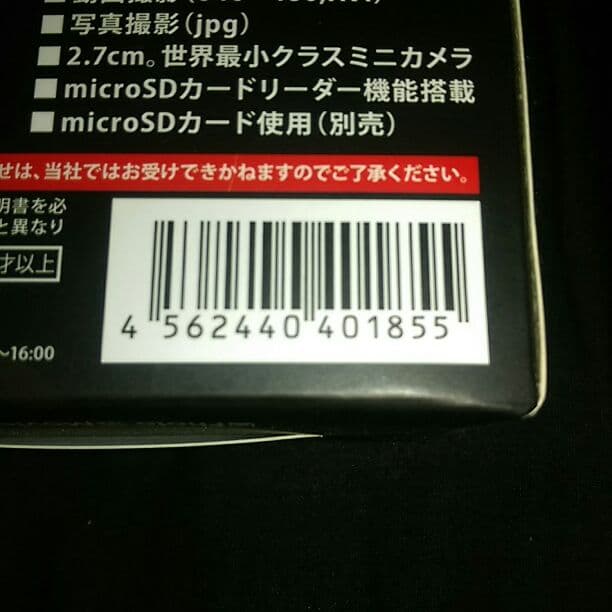 ■写真撮影（jpg）
■2.7cm。世界最小クラスミニカメラ
■microSDカードリーダー機能搭載
■microSDカード使用（別売）
せは、当社ではお受けできかねますのでご了承ください。
明書を必
と異なり
才以上
～16:00
4 562440 401855